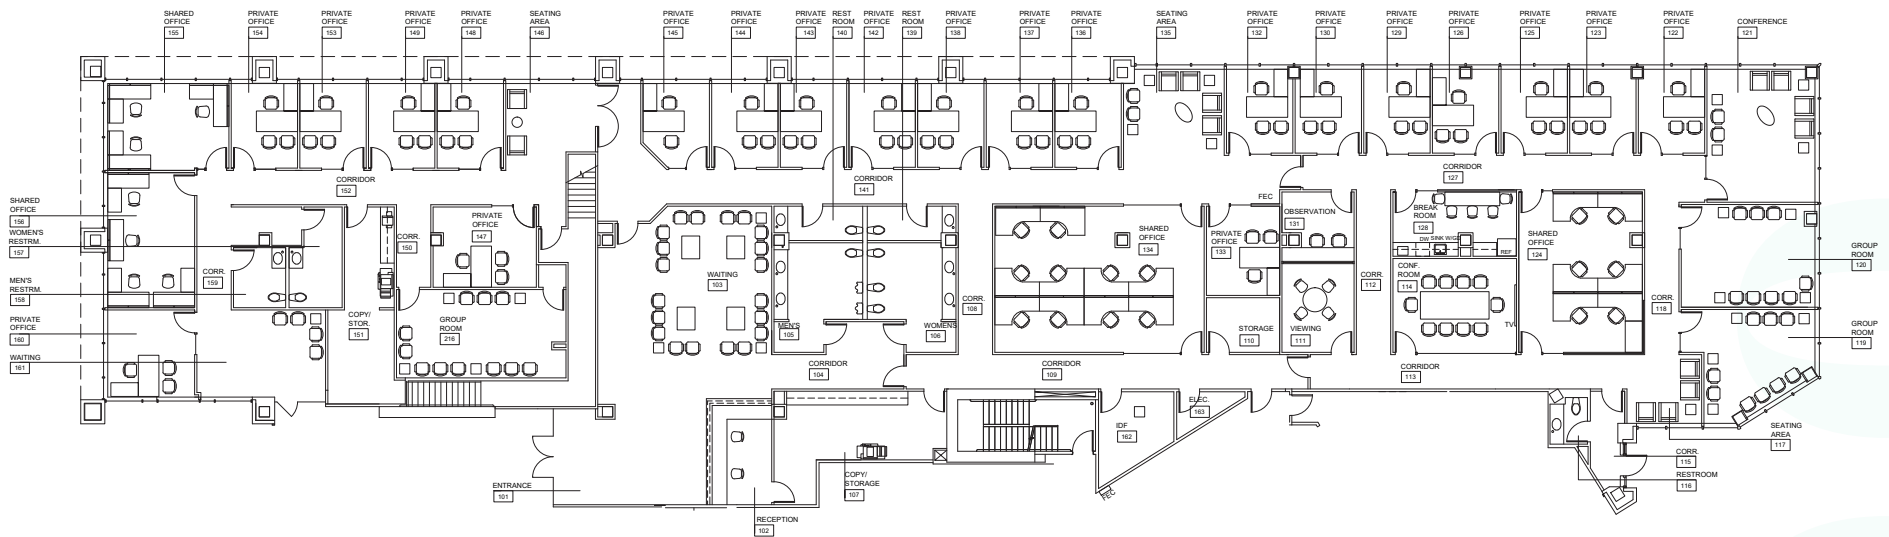 SHARED
OFFICE
155
PRIVATE
OFFICE
154
PRIVATE
OFFICE
153
PRIVATE
OFFICE
149
PRIVATE
OFFICE
148
SEATING
AREA
146
PRIVATE
OFFICE
145
PRIVATE
OFFICE
144
PRIVATE
OFFICE
143
REST
ROOM
140
PRIVATE
OFFICE
142
REST
ROOM
139
PRIVATE
OFFICE
138
PRIVATE
OFFICE
137
PRIVATE
OFFICE
136
SEATING
AREA
135
PRIVATE
OFFICE
132
PRIVATE
OFFICE
130
PRIVATE
OFFICE
129
PRIVATE
OFFICE
126
PRIVATE
OFFICE
125
PRIVATE
OFFICE
123
PRIVATE
OFFICE
122
CONFERENCE
121
CORRIDOR
152
CORRIDOR
141
CORRIDOR
127
SHARED
OFFICE
156
WOMEN'S
RESTRM.
157
MEN'S
RESTRM.
158
PRIVATE
OFFICE
160
WAITING
161
CORR.
159
CORR.
150
PRIVATE
OFFICE
147
COPY/
STOR.
151
GROUP
ROOM
216
WAITING
103
MEN'S
105
WOMENS
106
CORR.
108
SHARED
OFFICE
134
FEC
PRIVATE
OFFICE
133
OBSERVATION
131
STORAGE
110
VIEWING
111
CORR.
112
BREAK
ROOM
128
DW SINK W/G
REF
CONF.
ROOM
114
TV
SHARED
OFFICE
124
CORR.
118
GROUP
ROOM
120
GROUP
ROOM
119
CORRIDOR
104
CORRIDOR
109
CORRIDOR
113
ELEC.
163
IDF
162
FEC
SEATING
AREA
117
CORR.
115
RESTROOM
116
COPY/
STORAGE
107
ENTRANCE
101
RECEPTION
102